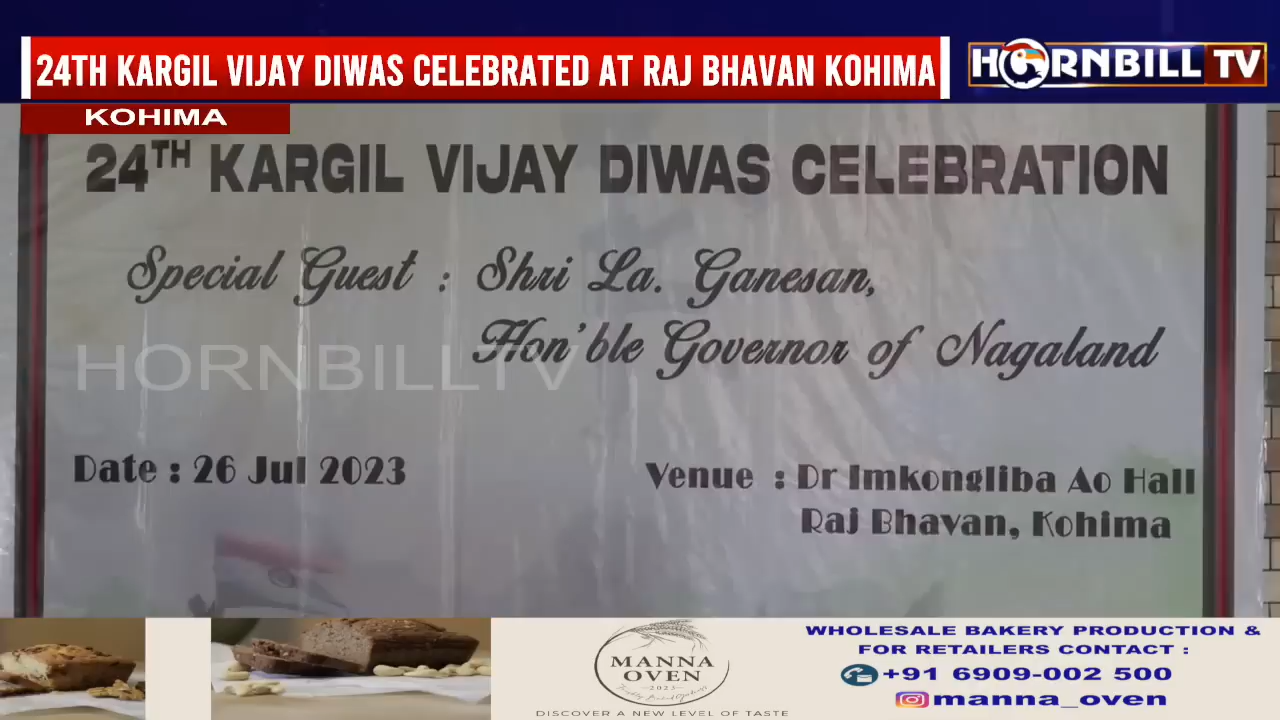 24TH KARGIL VIJAY DIWAS CELEBRATED AT RAJ BHAVAN KOHIMA
HORNBILL TV
KOHIMA
24TH KARGIL VIJAY DIWAS CELEBRATION
Special Guest : Shri La. Ganesan,
Hon'ble Governor of Nagaland
HORNBILLTV
Date : 26 Jul 2023
Venue : Dr Imkongliba Ao Hall
Raj Bhavan, Kohima
MANNA
OVEN
2023
DISCOVER A NEW LEVEL OF TASTE
WHOLESALE BAKERY PRODUCTION &
FOR RETAILERS CONTACT :
+91 6909-002 500
manna_oven